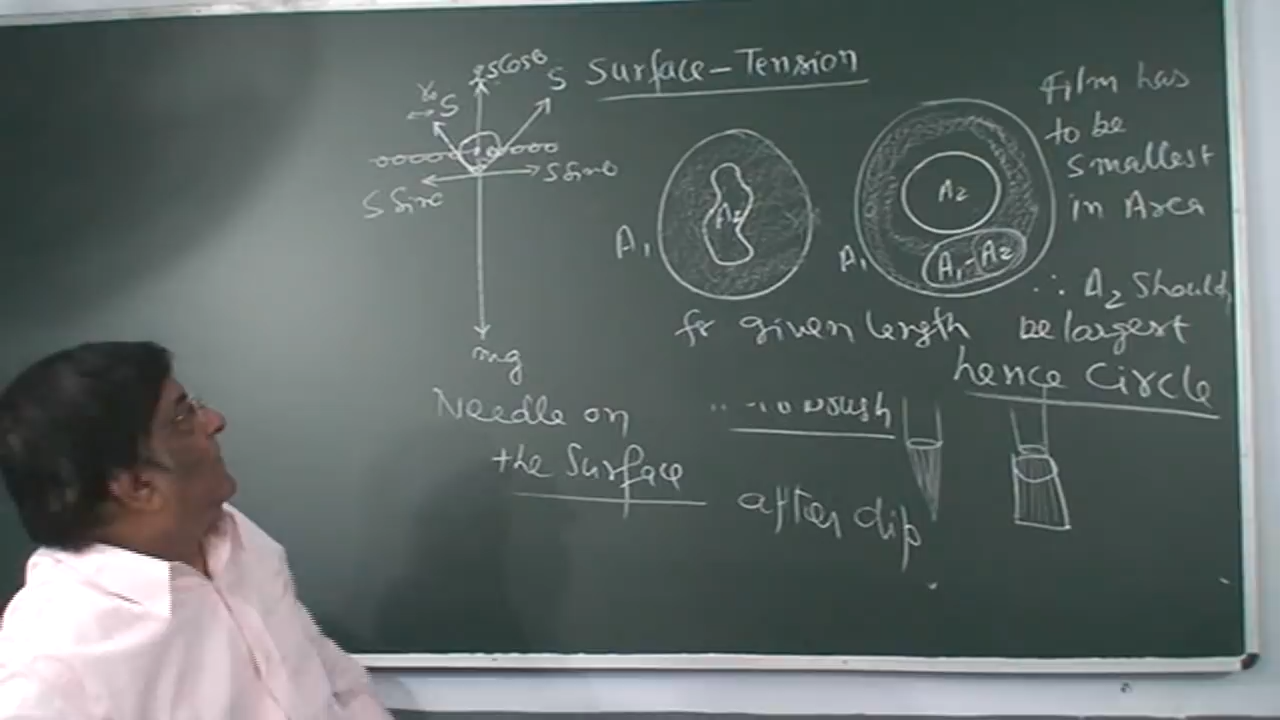 Surface-Tension
2SCosθ
S
S
S Sinθ
S Sinθ
mg
Needle on
the Surface
A1
A2
A1
A2
A1-A2
Film has
to be
Smallest
in Area
∴ A2 Should
be largest
for given length
hence Circle
after dip